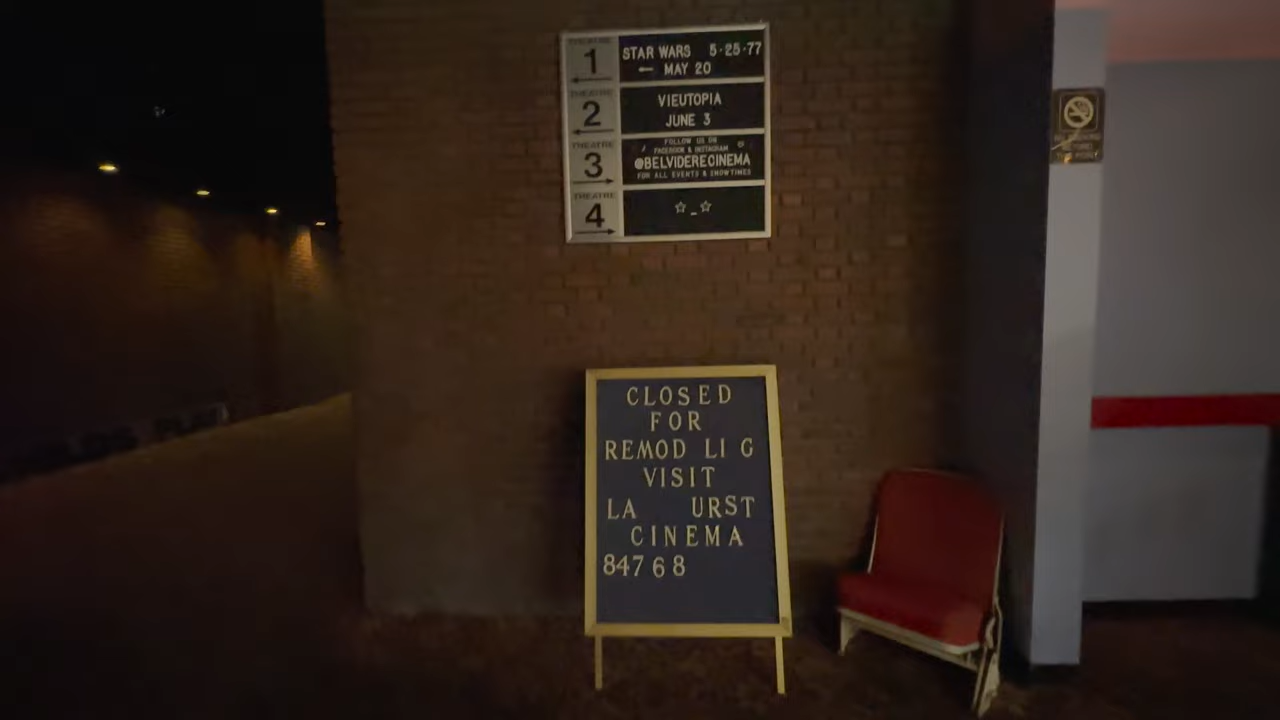 THEATRE
1
STAR WARS 5·25·77
← MAY 20
THEATRE
2
VIEUTOPIA
JUNE 3
THEATRE
3
FOLLOW US ON
FACEBOOK & INSTAGRAM
@BELVIDERECINEMA
FOR ALL EVENTS & SHOWTIMES
THEATRE
4
☆_☆
CLOSED
FOR
REMOD LI G
VISIT
LA URST
CINEMA
847 6 8